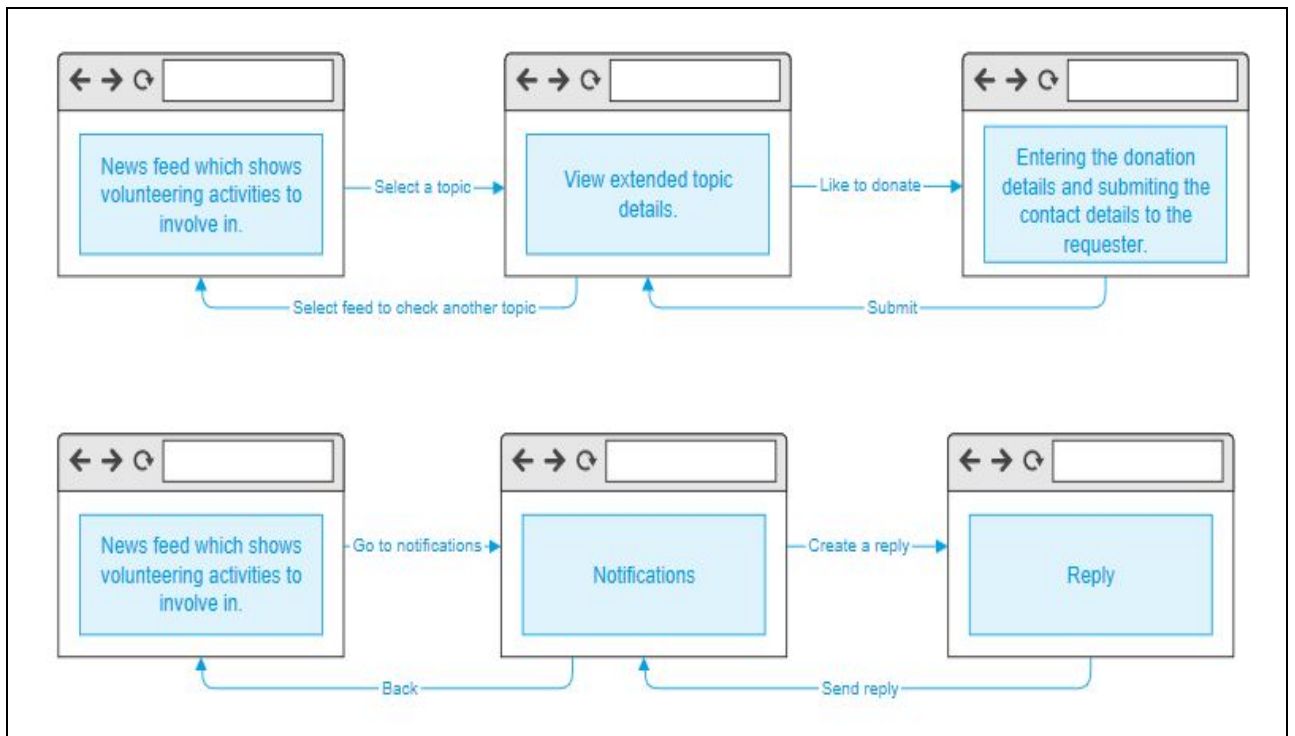 News feed which shows
volunteering activities to
involve in.
Select a topic
View extended topic
details.
Like to donate
Entering the donation
details and submiting the
contact details to the
requester.
Select feed to check another topic
Submit
News feed which shows
volunteering activities to
involve in.
Go to notifications
Notifications
Create a reply
Reply
Back
Send reply